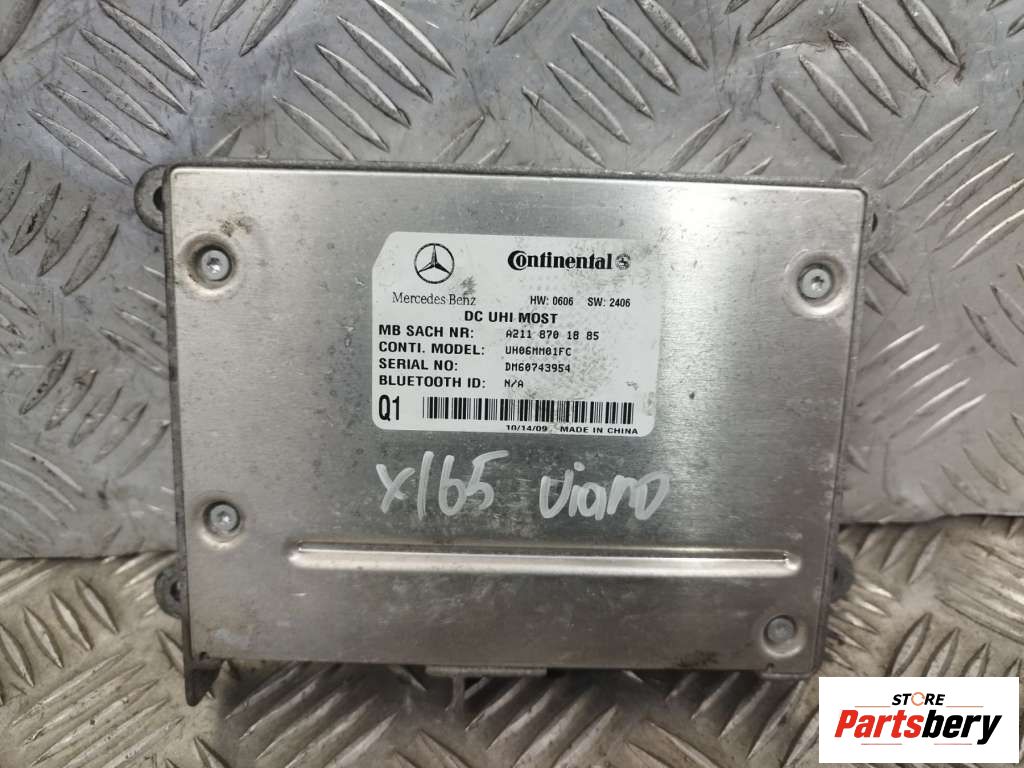 Continental
Mercedes-Benz HW: 0606 SW: 2406
DC UHI MOST
MB SACH NR: A211 870 18 85
CONTI. MODEL: UH06MM01FC
SERIAL NO: DM60743954
BLUETOOTH ID: N/A
Q1
10/14/09 MADE IN CHINA
x165 viano
STORE
Partsbery